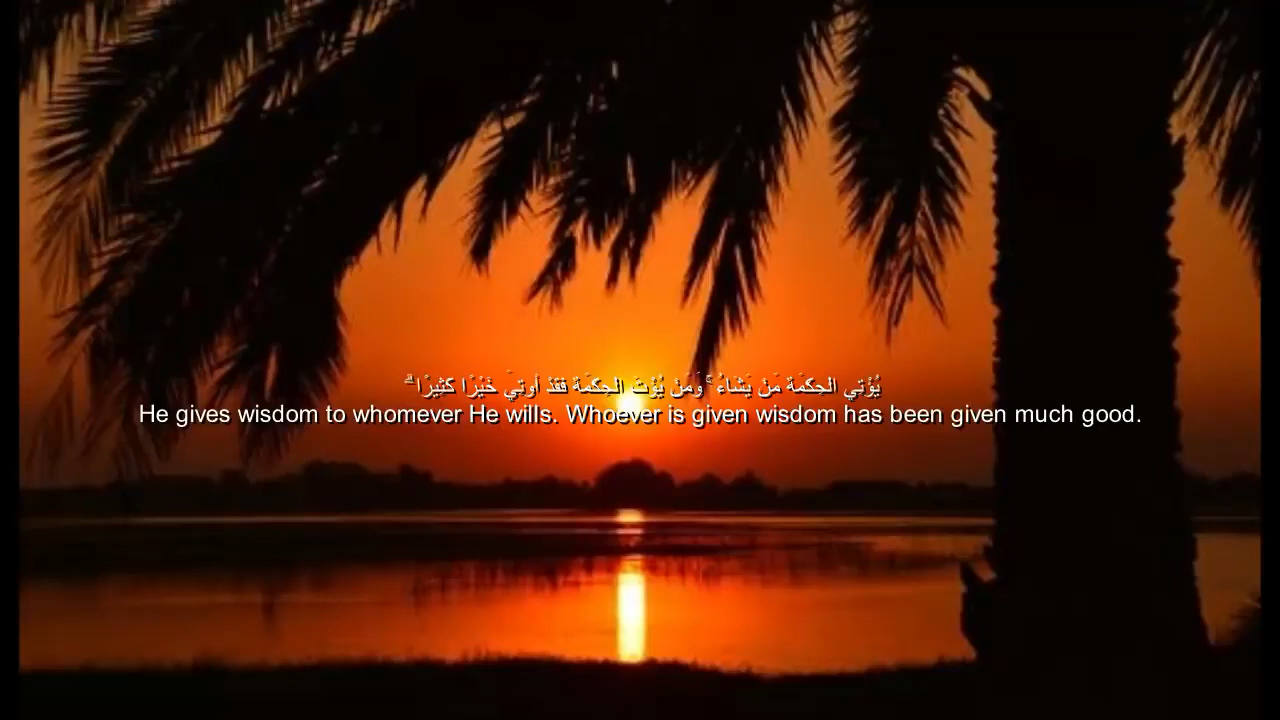 يُؤْتِي الْحِكْمَةَ مَنْ يَشَاءُ ۚ وَمَنْ يُؤْتَ الْحِكْمَةَ فَقَدْ أُوتِيَ خَيْرًا كَثِيرًا ۗ
He gives wisdom to whomever He wills. Whoever is given wisdom has been given much good.